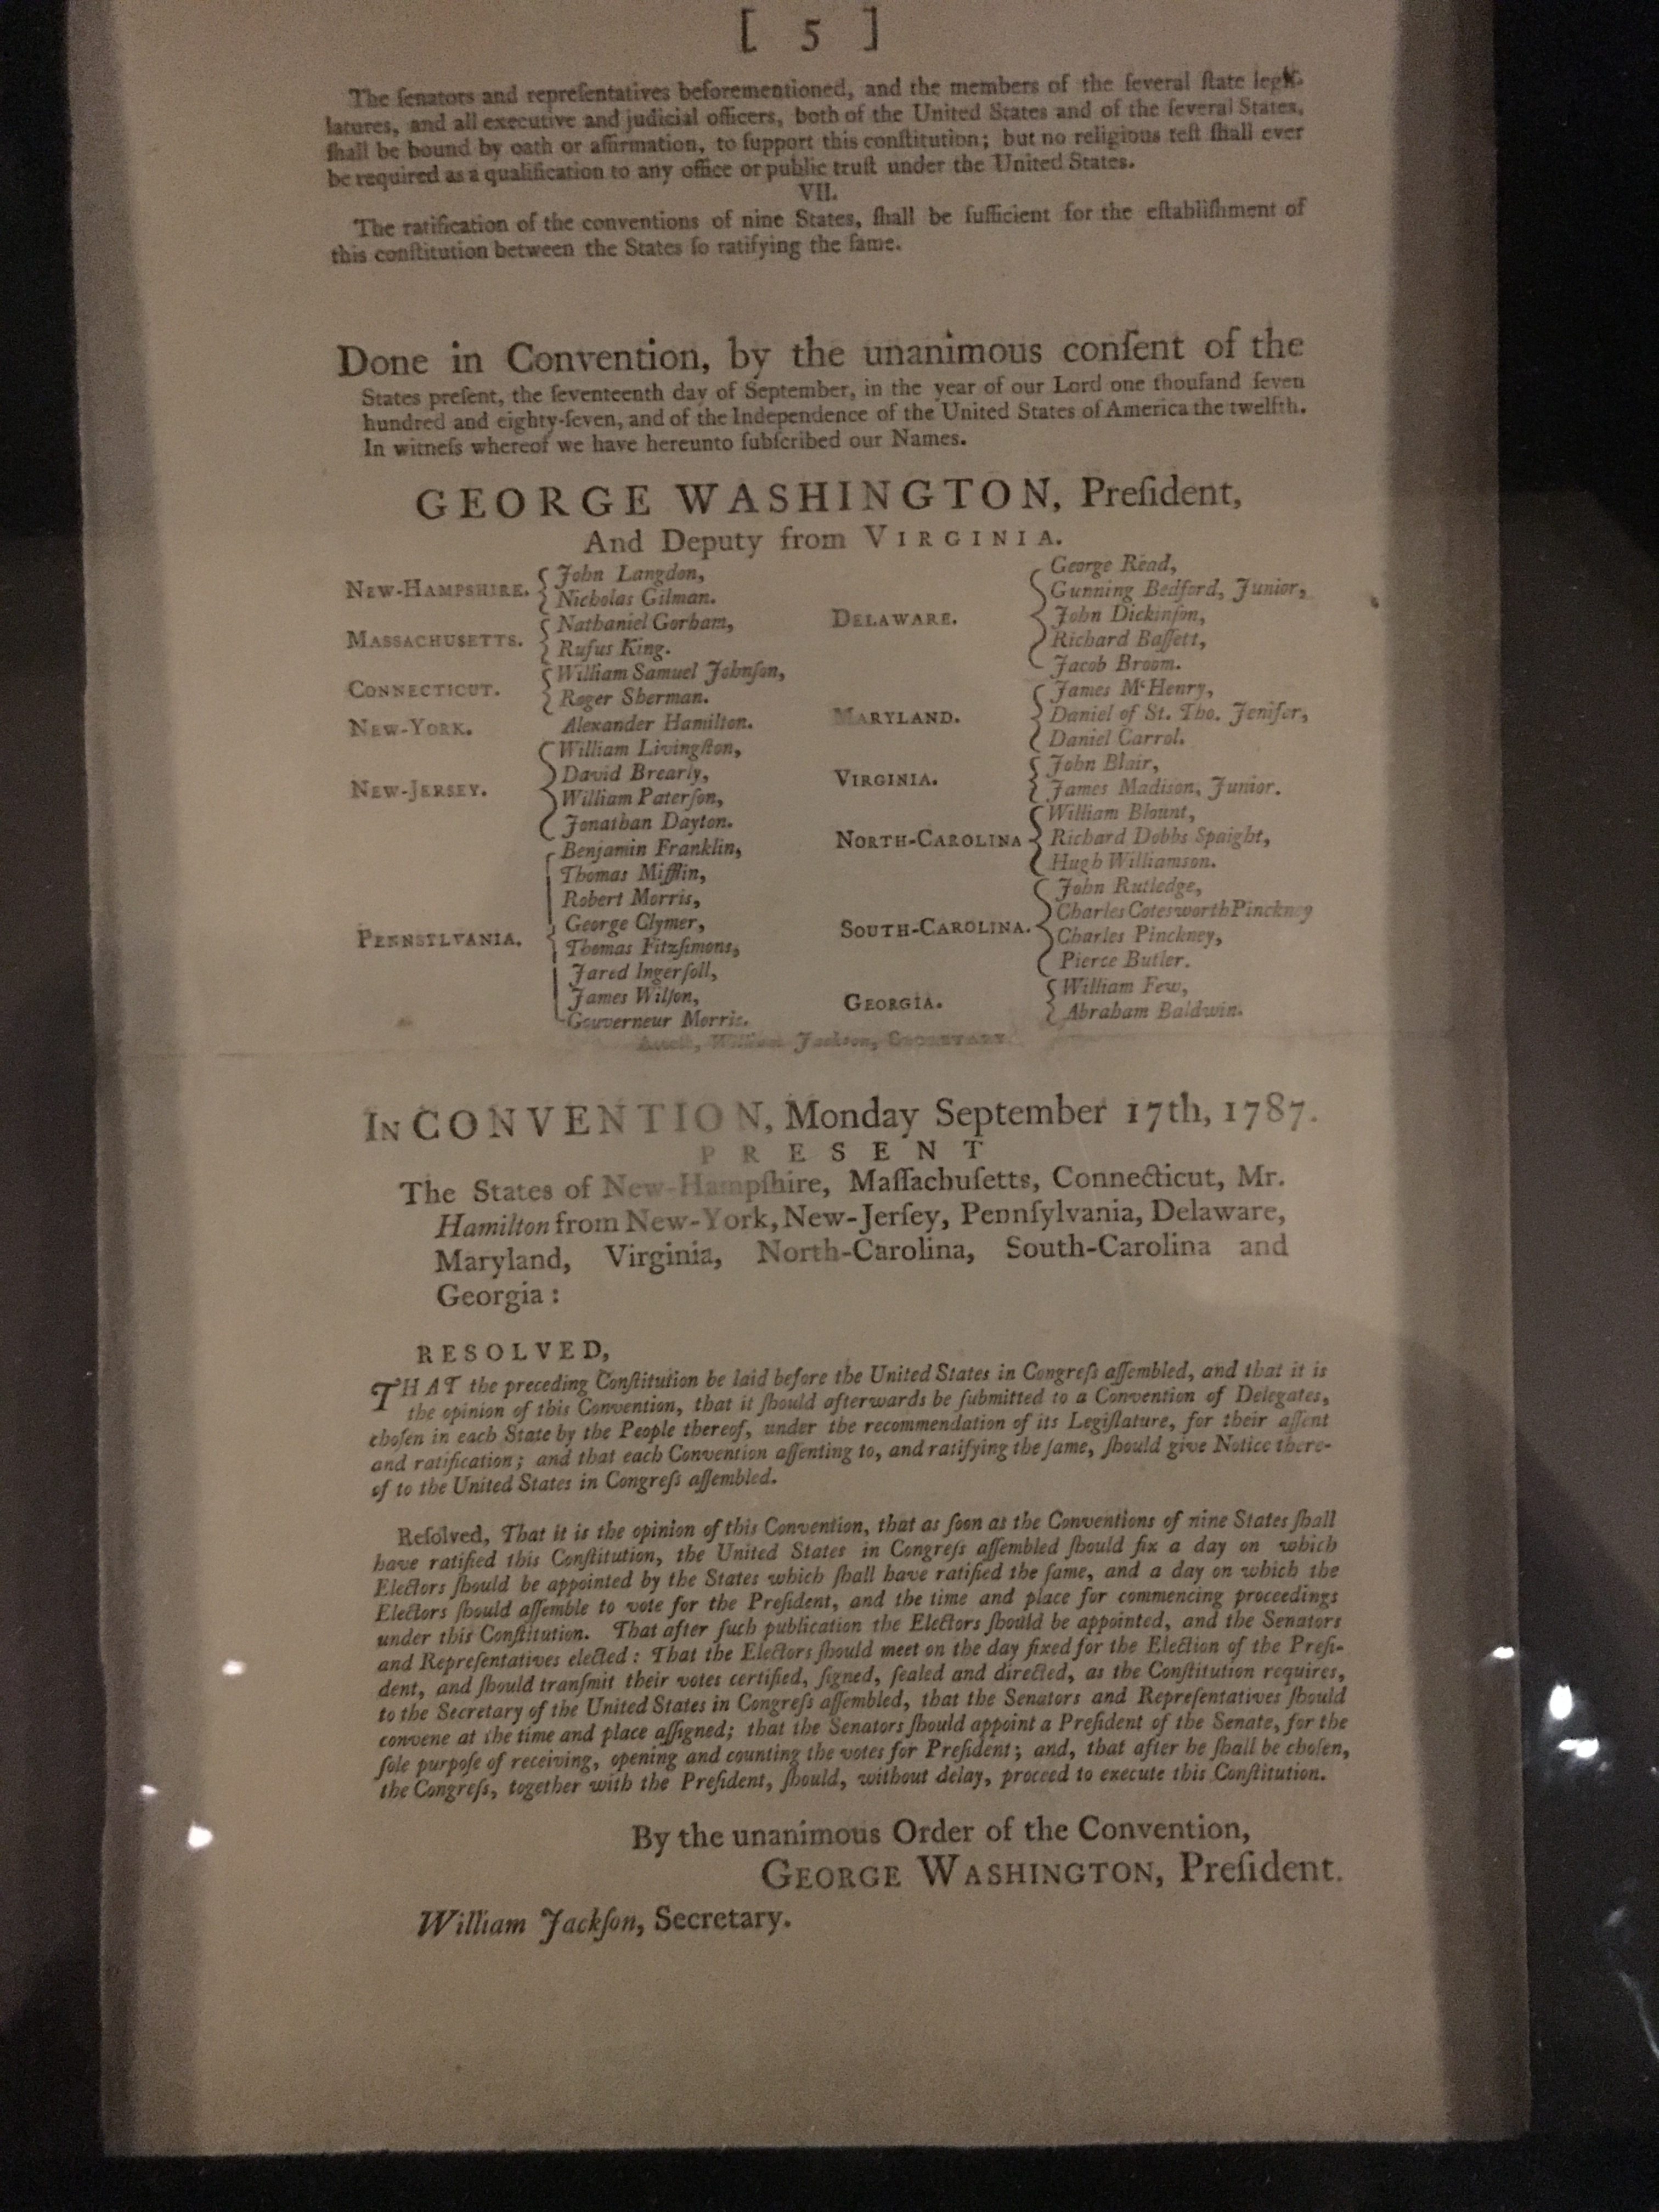 [ 5 ]
The ſenators and repreſentatives beforementioned, and the members of the ſeveral ſtate legiſ-
latures, and all executive and judicial officers, both of the United States and of the ſeveral States,
ſhall be bound by oath or affirmation, to ſupport this conſtitution; but no religious teſt ſhall ever
be required as a qualification to any office or public truſt under the United States.
VII.
The ratification of the conventions of nine States, ſhall be ſufficient for the eſtabliſhment of
this conſtitution between the States ſo ratifying the ſame.
Done in Convention, by the unanimous conſent of the
States preſent, the ſeventeenth day of September, in the year of our Lord one thouſand ſeven
hundred and eighty-ſeven, and of the Independence of the United States of America the twelfth.
In witneſs whereof we have hereunto ſubſcribed our Names.
GEORGE WASHINGTON, Preſident,
And Deputy from VIRGINIA.
NEW-HAMPSHIRE. { John Langdon,
Nicholas Gilman.
MASSACHUSETTS. { Nathaniel Gorham,
Rufus King.
CONNECTICUT. { William Samuel Johnſon,
Roger Sherman.
NEW-YORK. Alexander Hamilton.
NEW-JERSEY. { William Livingſton,
David Brearly,
William Paterſon,
Jonathan Dayton.
PENNSYLVANIA. { Benjamin Franklin,
Thomas Mifflin,
Robert Morris,
George Clymer,
Thomas Fitzſimons,
Jared Ingerſoll,
James Wilſon,
Gouverneur Morris.
DELAWARE. { George Read,
Gunning Bedford, Junior,
John Dickinſon,
Richard Baſſett,
Jacob Broom.
MARYLAND. { James M'Henry,
Daniel of St. Tho. Jenifer,
Daniel Carrol.
VIRGINIA. { John Blair,
James Madison, Junior.
NORTH-CAROLINA { William Blount,
Richard Dobbs Spaight,
Hugh Williamson.
SOUTH-CAROLINA. { John Rutledge,
Charles Cotesworth Pinckney
Charles Pinckney,
Pierce Butler.
GEORGIA. { William Few,
Abraham Baldwin.
Atteſt, William Jackson, SECRETARY.
IN CONVENTION, Monday September 17th, 1787.
PRESENT
The States of New-Hampſhire, Maſſachuſetts, Connecticut, Mr.
Hamilton from New-York, New-Jerſey, Pennſylvania, Delaware,
Maryland, Virginia, North-Carolina, South-Carolina and
Georgia:
RESOLVED,
THAT the preceding Conſtitution be laid before the United States in Congreſs aſſembled, and that it is
the opinion of this Convention, that it ſhould afterwards be ſubmitted to a Convention of Delegates,
choſen in each State by the People thereof, under the recommendation of its Legiſlature, for their aſſent
and ratification; and that each Convention aſſenting to, and ratifying the ſame, ſhould give Notice there-
of to the United States in Congreſs aſſembled.
Reſolved, That it is the opinion of this Convention, that as ſoon as the Conventions of nine States ſhall
have ratified this Conſtitution, the United States in Congreſs aſſembled ſhould fix a day on which
Electors ſhould be appointed by the States which ſhall have ratified the ſame, and a day on which the
Electors ſhould aſſemble to vote for the Preſident, and the time and place for commencing proceedings
under this Conſtitution. That after ſuch publication the Electors ſhould be appointed, and the Senators
and Repreſentatives elected: That the Electors ſhould meet on the day fixed for the Election of the Preſi-
dent, and ſhould tranſmit their votes certified, ſigned, ſealed and directed, as the Conſtitution requires,
to the Secretary of the United States in Congreſs aſſembled, that the Senators and Repreſentatives ſhould
convene at the time and place aſſigned; that the Senators ſhould appoint a Preſident of the Senate, for the
ſole purpoſe of receiving, opening and counting the votes for Preſident; and, that after he ſhall be choſen,
the Congreſs, together with the Preſident, ſhould, without delay, proceed to execute this Conſtitution.
By the unanimous Order of the Convention,
GEORGE WASHINGTON, Preſident.
William Jackſon, Secretary.